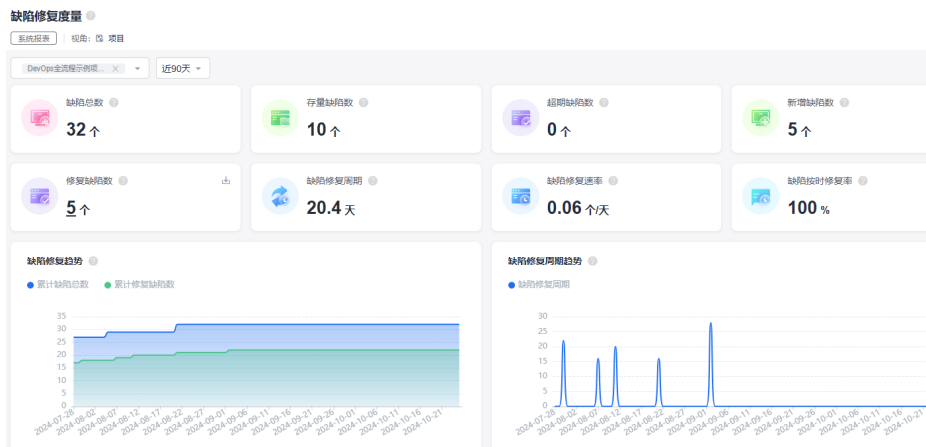 缺陷修复度量
系统报表 视角: 项目
DevOps全流程示例项... 近90天
缺陷总数 存量缺陷数 超期缺陷数 新增缺陷数
32 个 10 个 0 个 5 个
修复缺陷数 缺陷修复周期 缺陷修复速率 缺陷按时修复率
5 个 20.4 天 0.06 个/天 100 %
缺陷修复趋势 缺陷修复周期趋势
累计缺陷总数 累计修复缺陷数 缺陷修复周期
35
30
25
20
15
10
5
0
2024-07-28 2024-08-02 2024-08-07 2024-08-12 2024-08-17 2024-08-22 2024-08-27 2024-09-01 2024-09-06 2024-09-11 2024-09-16 2024-09-21 2024-09-26 2024-10-01 2024-10-06 2024-10-11 2024-10-16 2024-10-21
30
25
20
15
10
5
0
2024-07-28 2024-08-02 2024-08-07 2024-08-12 2024-08-17 2024-08-22 2024-08-27 2024-09-01 2024-09-06 2024-09-11 2024-09-16 2024-09-21 2024-09-26 2024-10-01 2024-10-06 2024-10-11 2024-10-16 2024-10-21